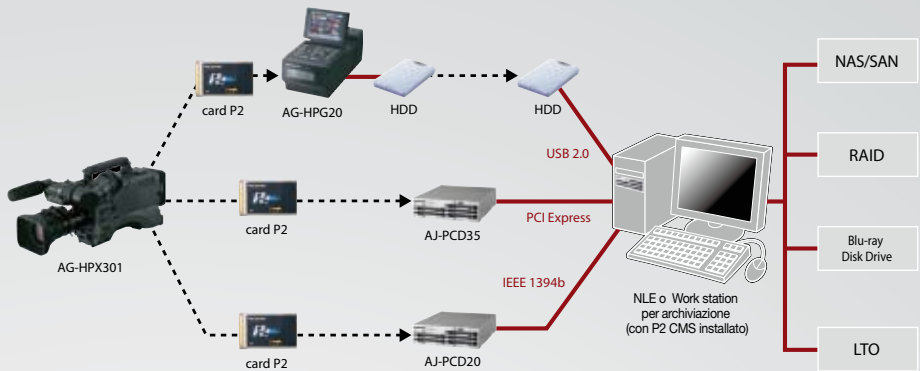 card P2
AG-HPG20
HDD
HDD
USB 2.0
NAS/SAN
RAID
AG-HPX301
card P2
AJ-PCD35
PCI Express
Blu-ray
Disk Drive
IEEE 1394b
card P2
AJ-PCD20
NLE o Work station
per archiviazione
(con P2 CMS installato)
LTO